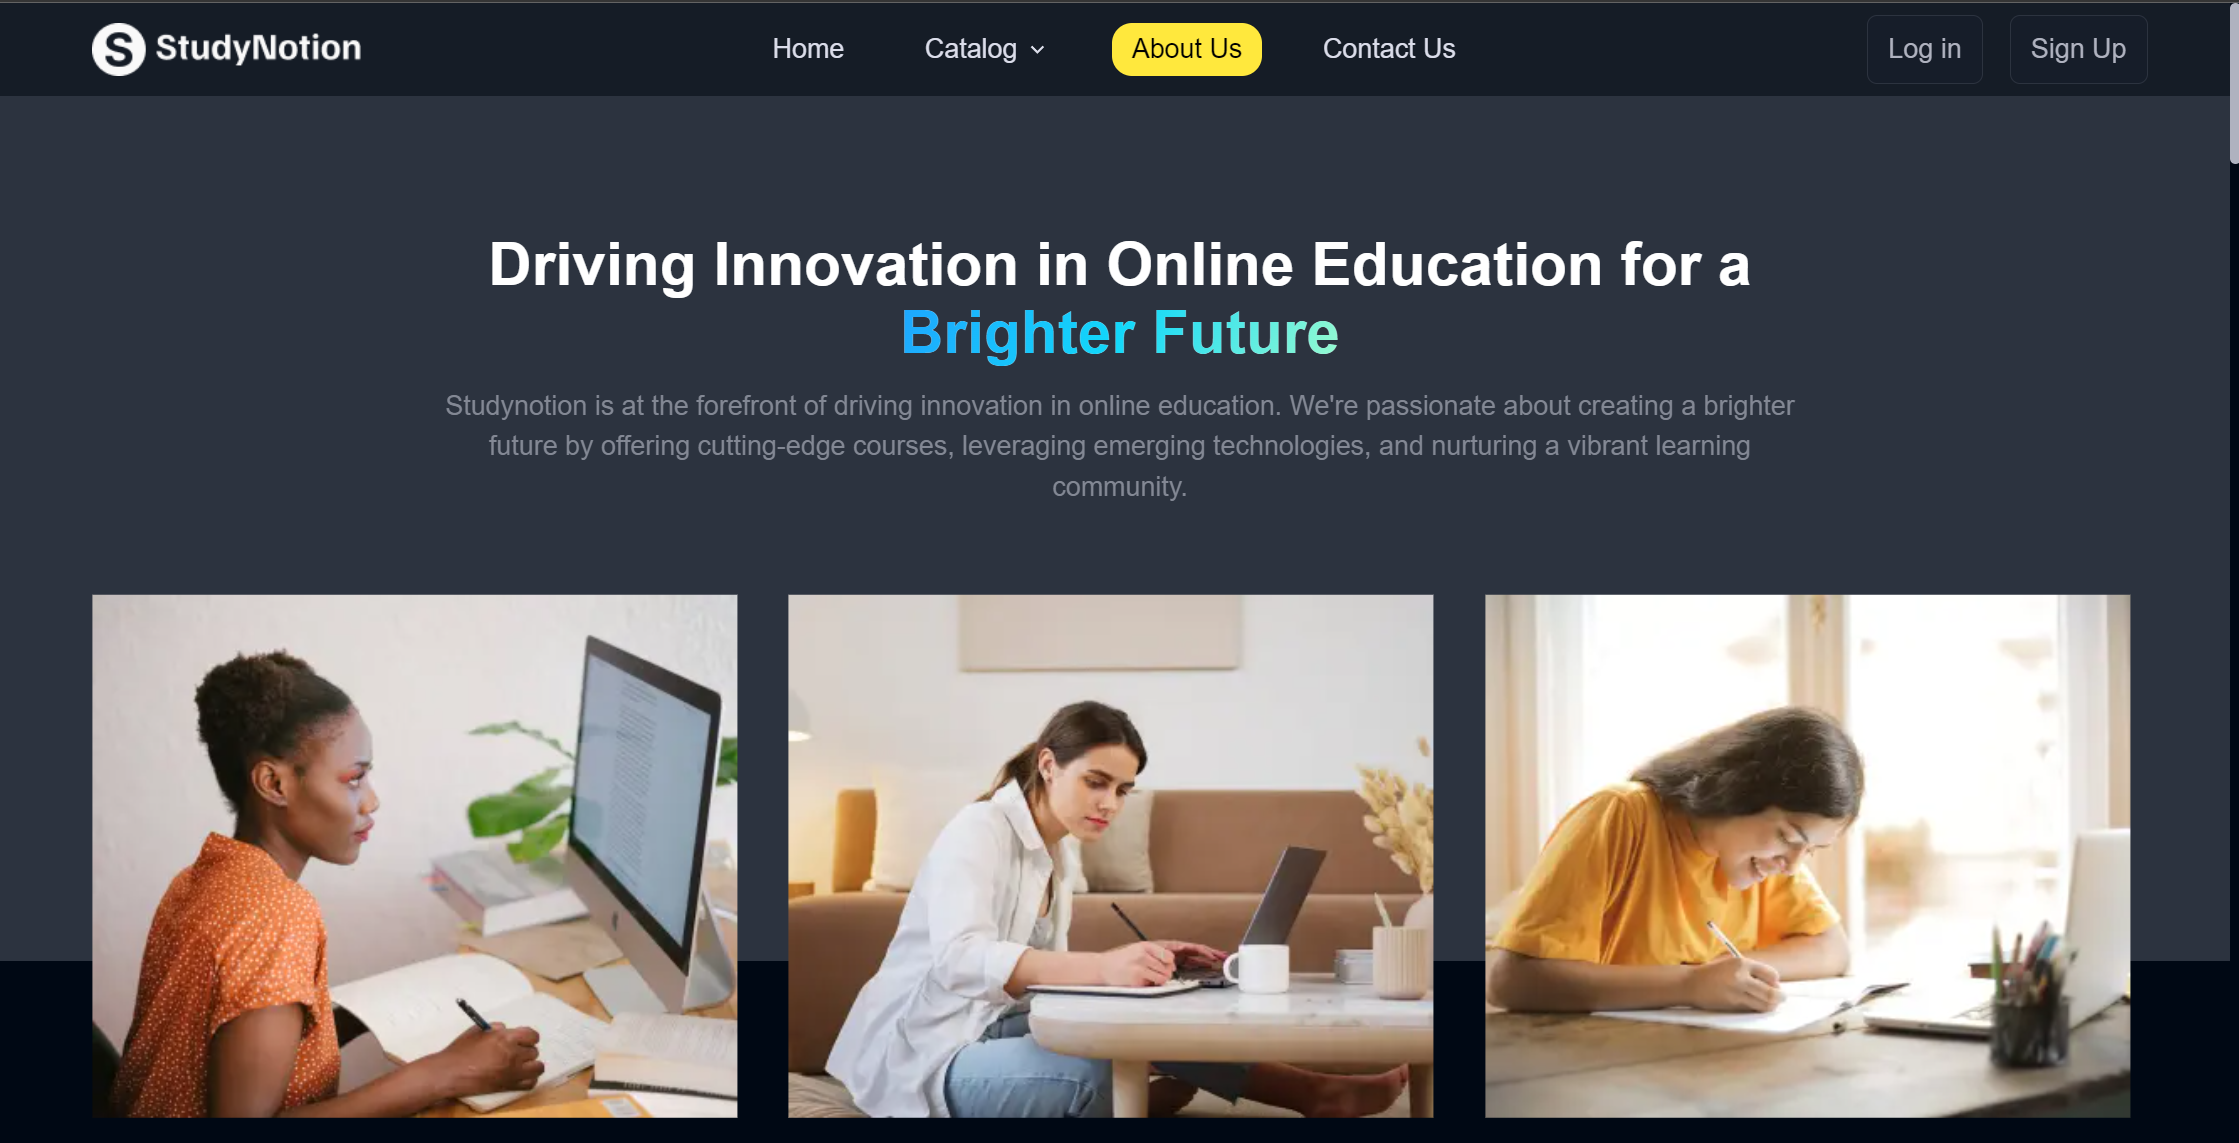 S StudyNotion
Home
Catalog
About Us
Contact Us
Log in
Sign Up
Driving Innovation in Online Education for a
Brighter Future
Studynotion is at the forefront of driving innovation in online education. We're passionate about creating a brighter
future by offering cutting-edge courses, leveraging emerging technologies, and nurturing a vibrant learning
community.